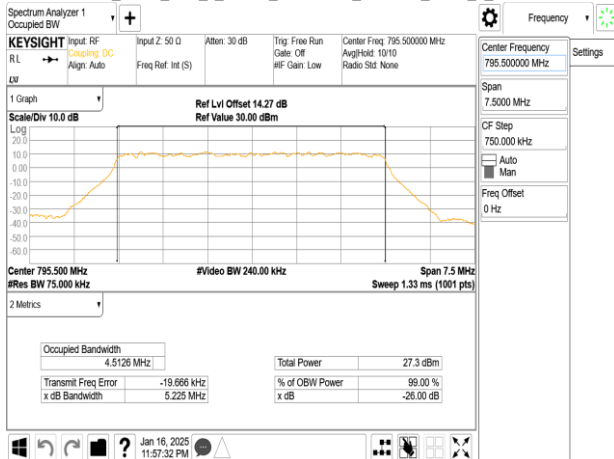 Spectrum Analyzer 1
Occupied BW
KEYSIGHT
Input: RF
Coupling: DC
Align: Auto
Input Z: 50 Ω
Freq Ref: Int (S)
Atten: 30 dB
Trig: Free Run
Gate: Off
#IF Gain: Low
Center Freq: 795.500000 MHz
Avg|Hold: 10/10
Radio Std: None
RL
LXI
1 Graph
Scale/Div 10.0 dB
Ref Lvl Offset 14.27 dB
Ref Value 30.00 dBm
Log
20.0
10.0
0.00
-10.0
-20.0
-30.0
-40.0
-50.0
-60.0
Center 795.500 MHz
#Video BW 240.00 kHz
Span 7.5 MHz
#Res BW 75.000 kHz
Sweep 1.33 ms (1001 pts)
2 Metrics
Occupied Bandwidth
4.5126 MHz
Total Power 27.3 dBm
Transmit Freq Error -19.666 kHz
% of OBW Power 99.00 %
x dB Bandwidth 5.225 MHz
x dB -26.00 dB
?
Jan 16, 2025
11:57:32 PM
Frequency
Center Frequency
795.500000 MHz
Settings
Span
7.5000 MHz
CF Step
750.000 kHz
Auto
Man
Freq Offset
0 Hz